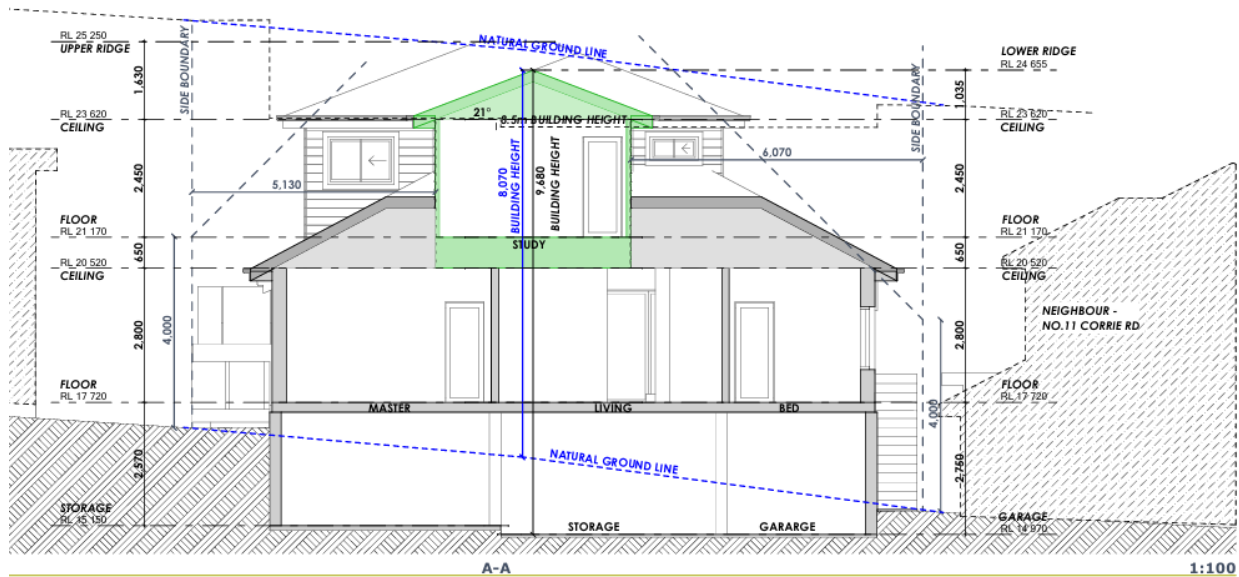 RL 25 250
UPPER RIDGE
1,630
RL 23 620
CEILING
2,450
FLOOR
RL 21 170
650
RL 20 520
CEILING
2,800
4,000
FLOOR
RL 17 720
2,570
STORAGE
RL 15 150
SIDE BOUNDARY
5,130
NATURAL GROUND LINE
21°
8.5m BUILDING HEIGHT
8,070
BUILDING HEIGHT
9,680
BUILDING HEIGHT
STUDY
6,070
SIDE BOUNDARY
MASTER
LIVING
BED
NATURAL GROUND LINE
STORAGE
GARARGE
LOWER RIDGE
RL 24 655
1,035
RL 23 620
CEILING
2,450
FLOOR
RL 21 170
650
RL 20 520
CEILING
NEIGHBOUR -
NO.11 CORRIE RD
2,800
FLOOR
RL 17 720
4,000
2,750
GARAGE
RL 14 970
A-A
1:100